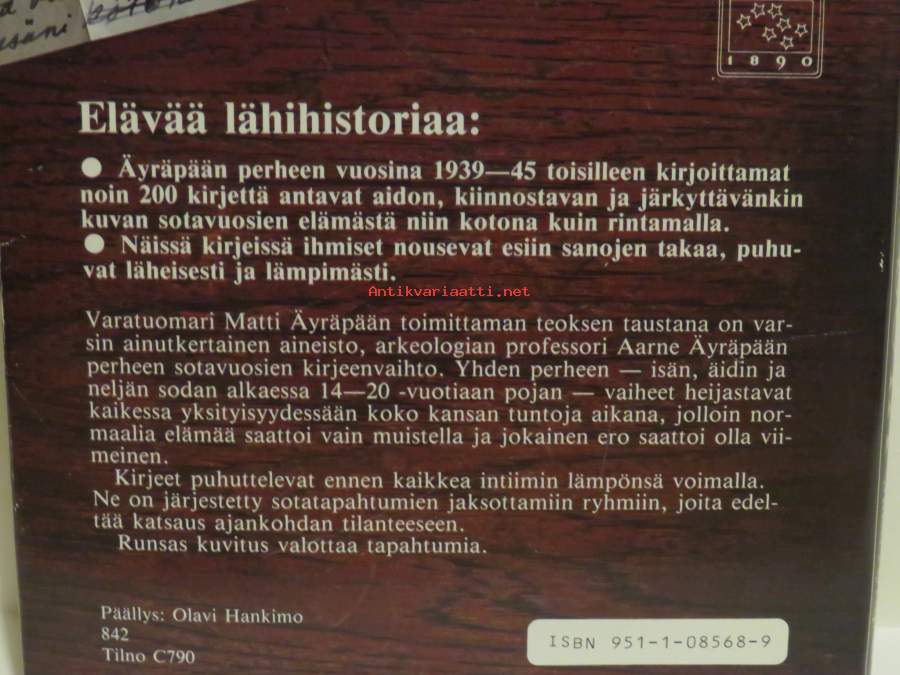 1890
Elävää lähihistoriaa:
● Äyräpään perheen vuosina 1939—45 toisilleen kirjoittamat
noin 200 kirjettä antavat aidon, kiinnostavan ja järkyttävänkin
kuvan sotavuosien elämästä niin kotona kuin rintamalla.
● Näissä kirjeissä ihmiset nousevat esiin sanojen takaa, puhu-
vat läheisesti ja lämpimästi.
Antikvariaatti.net
Varatuomari Matti Äyräpään toimittaman teoksen taustana on var-
sin ainutkertainen aineisto, arkeologian professori Aarne Äyräpään
perheen sotavuosien kirjeenvaihto. Yhden perheen — isän, äidin ja
neljän sodan alkaessa 14—20 -vuotiaan pojan — vaiheet heijastavat
kaikessa yksityisyydessään koko kansan tuntoja aikana, jolloin nor-
maalia elämää saattoi vain muistella ja jokainen ero saattoi olla vii-
meinen.
Kirjeet puhuttelevat ennen kaikkea intiimin lämpönsä voimalla.
Ne on järjestetty sotatapahtumien jaksottamiin ryhmiin, joita edel-
tää katsaus ajankohdan tilanteeseen.
Runsas kuvitus valottaa tapahtumia.
Päällys: Olavi Hankimo
842
Tilno C790
ISBN 951-1-08568-9